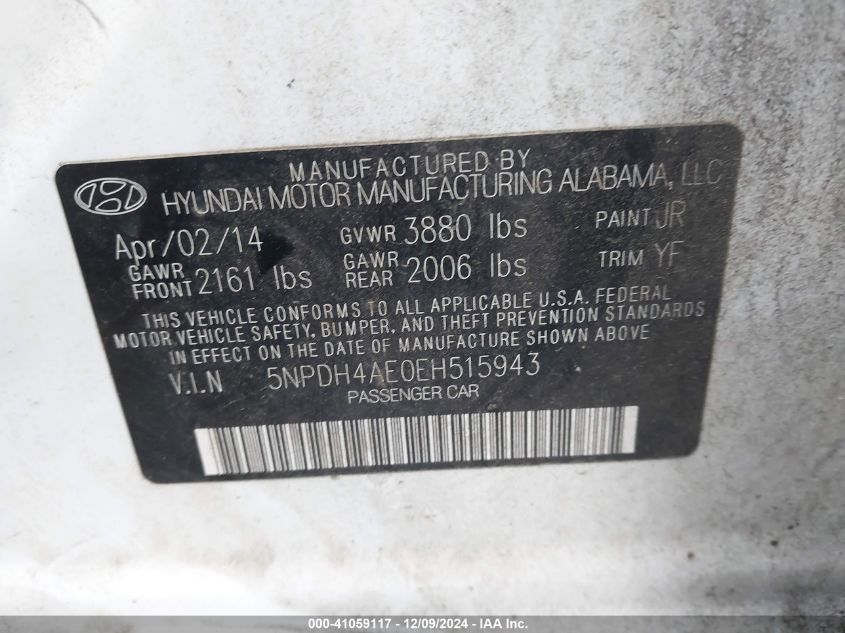 MANUFACTURED BY
HYUNDAI MOTOR MANUFACTURING ALABAMA, LLC
Apr/02/14 GVWR 3880 lbs PAINT JR
GAWR FRONT 2161 lbs GAWR REAR 2006 lbs TRIM YF
THIS VEHICLE CONFORMS TO ALL APPLICABLE U.S.A. FEDERAL
MOTOR VEHICLE SAFETY, BUMPER, AND THEFT PREVENTION STANDARDS
IN EFFECT ON THE DATE OF MANUFACTURE SHOWN ABOVE
V.I.N 5NPDH4AE0EH515943
PASSENGER CAR
000-41059117 - 12/09/2024 - IAA Inc.